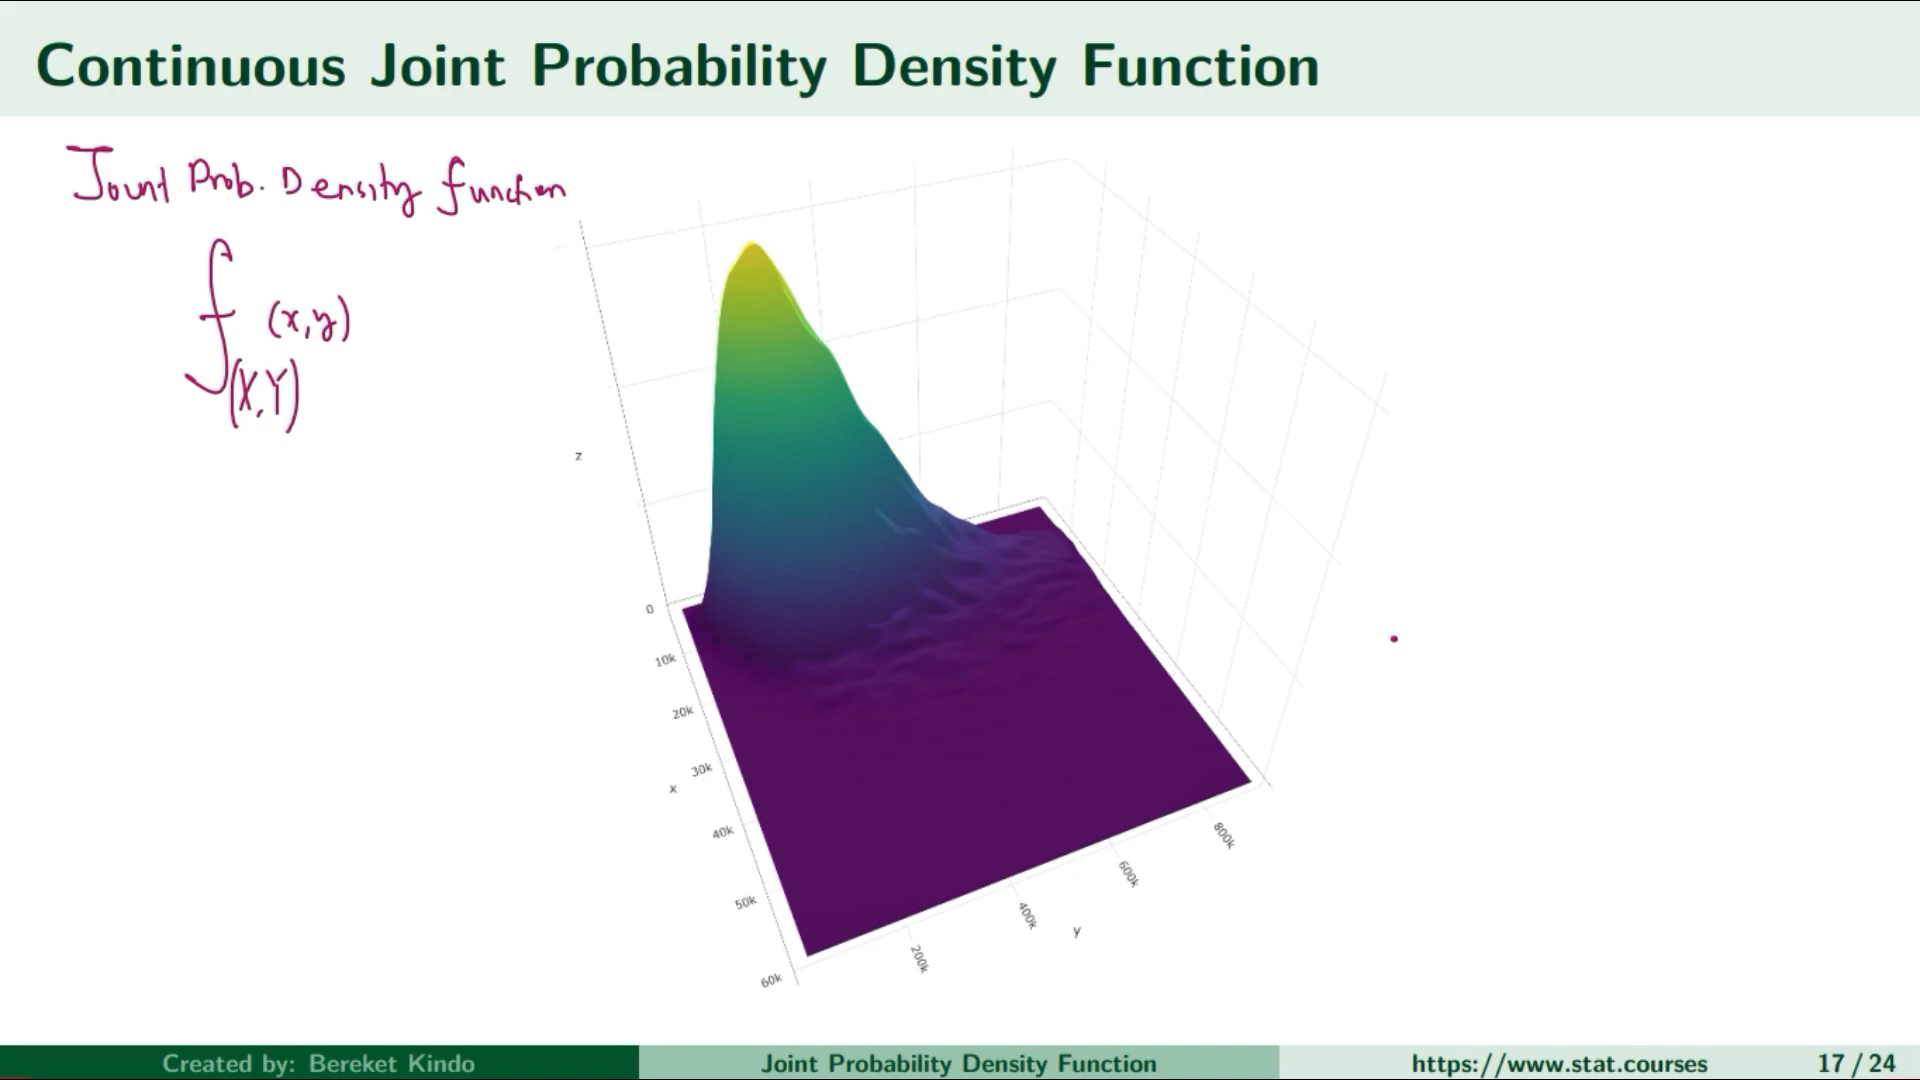 Continuous Joint Probability Density Function
Joint Prob. Density function
f (x,y)
(X,Y)
z
0
10k
20k
30k
x
40k
50k
60k
200k
400k
y
600k
800k
Created by: Bereket Kindo
Joint Probability Density Function
https://www.stat.courses
17 / 24